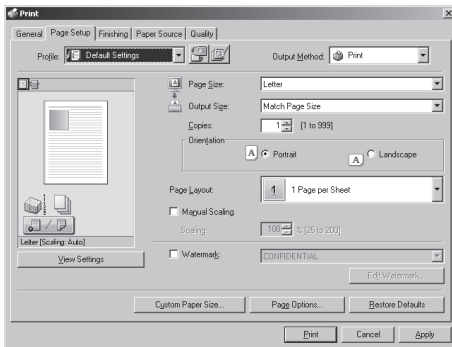 Print
General Page Setup Finishing Paper Source Quality
Profile: Default Settings Output Method: Print
Page Size: Letter
Output Size: Match Page Size
Copies: 1 [1 to 999]
Orientation
A Portrait A Landscape
Page Layout: 1 1 Page per Sheet
Manual Scaling
Scaling: 100 % [25 to 200]
Letter [Scaling: Auto]
View Settings
Watermark: CONFIDENTIAL
Edit Watermark...
Custom Paper Size... Page Options... Restore Defaults
Print Cancel Apply